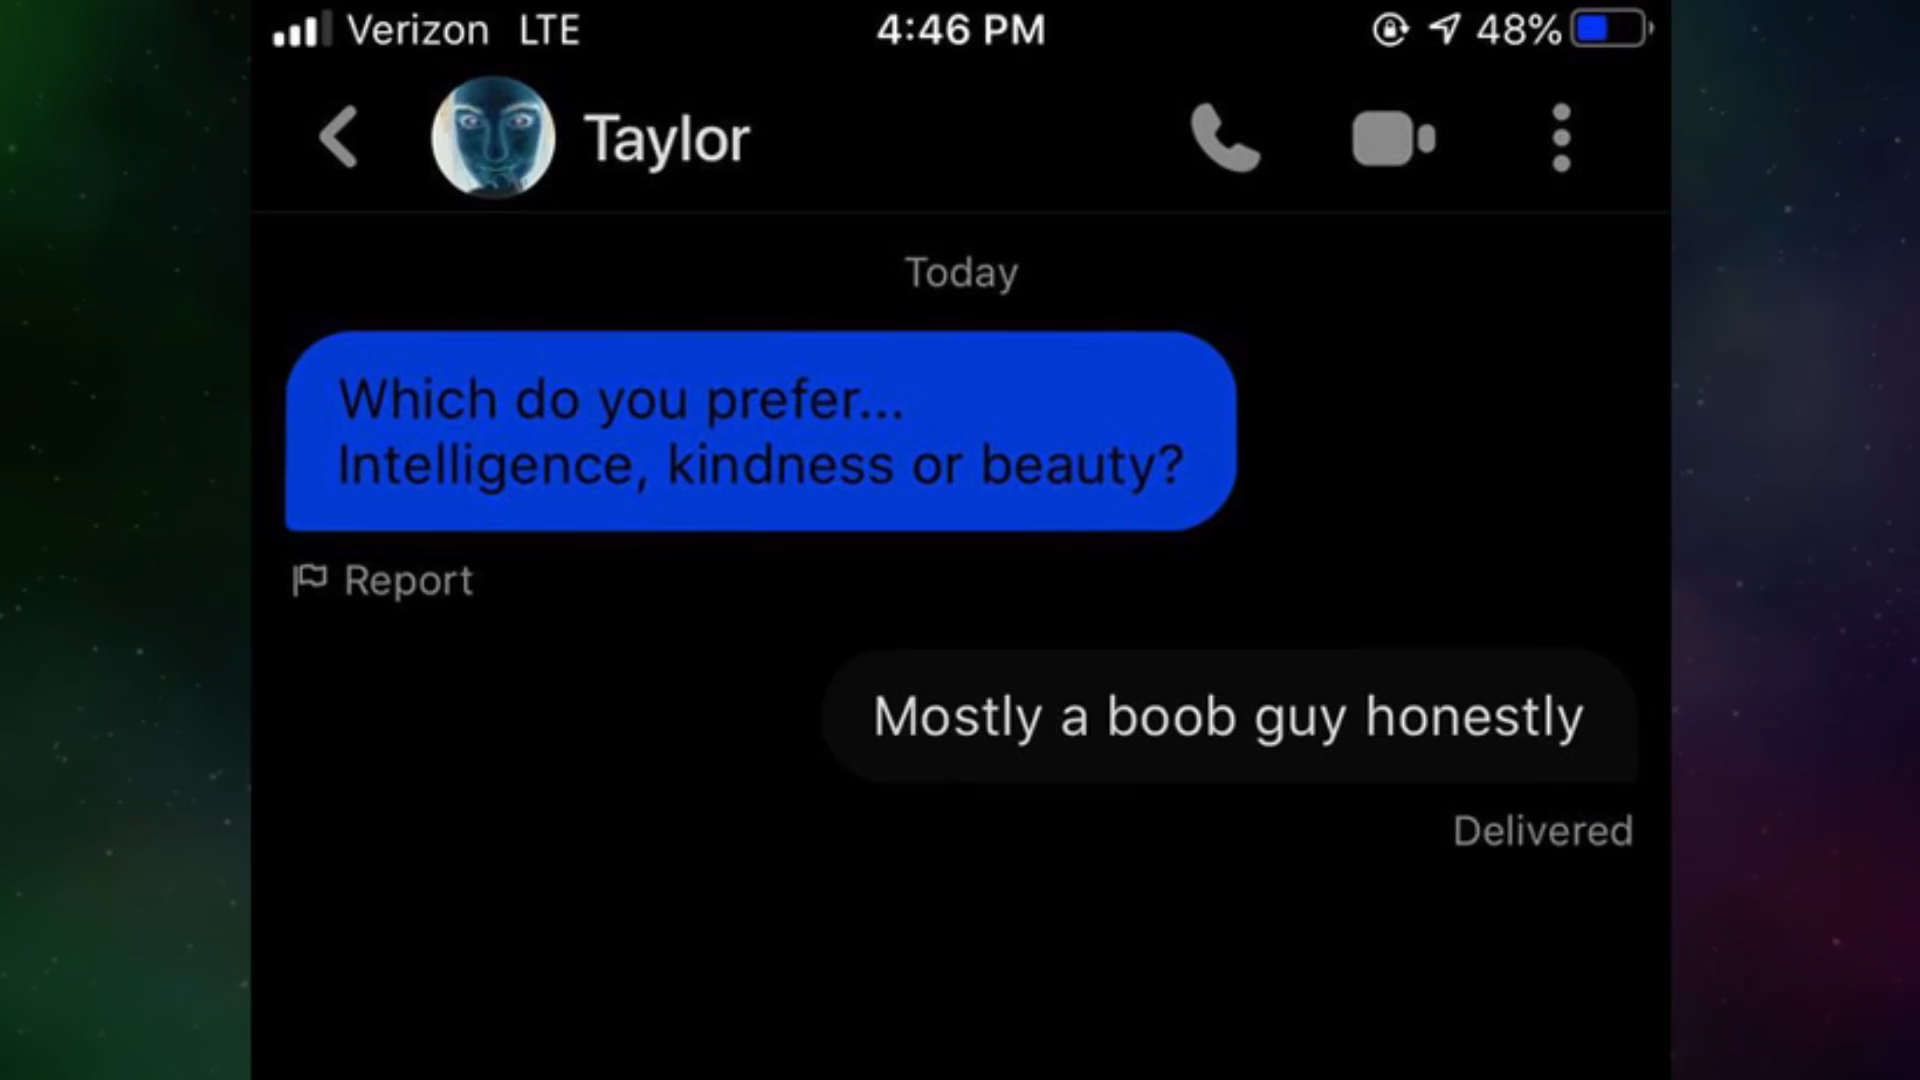 Verizon LTE 4:46 PM 48%
Taylor
Today
Which do you prefer...
Intelligence, kindness or beauty?
Report
Mostly a boob guy honestly
Delivered